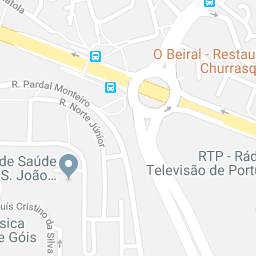 O Beiral - Restau
Churrasq
R. Pardal Monteiro
R. Norte Júnior
de Saúde
S. João...
RTP - Rád
Televisão de Portu
uís Cristino da Silva
sica
e Góis